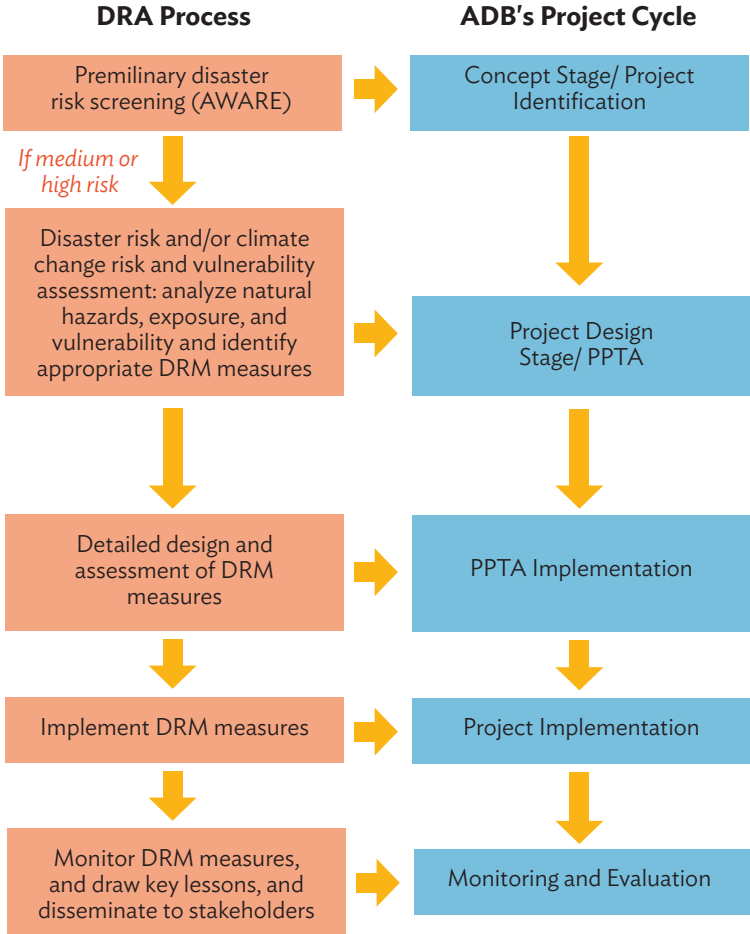 DRA Process
ADB's Project Cycle
Premilinary disaster
risk screening (AWARE)
Concept Stage/ Project
Identification
If medium or
high risk
Disaster risk and/or climate
change risk and vulnerability
assessment: analyze natural
hazards, exposure, and
vulnerability and identify
appropriate DRM measures
Project Design
Stage/ PPTA
Detailed design and
assessment of DRM
measures
PPTA Implementation
Implement DRM measures
Project Implementation
Monitor DRM measures,
and draw key lessons, and
disseminate to stakeholders
Monitoring and Evaluation